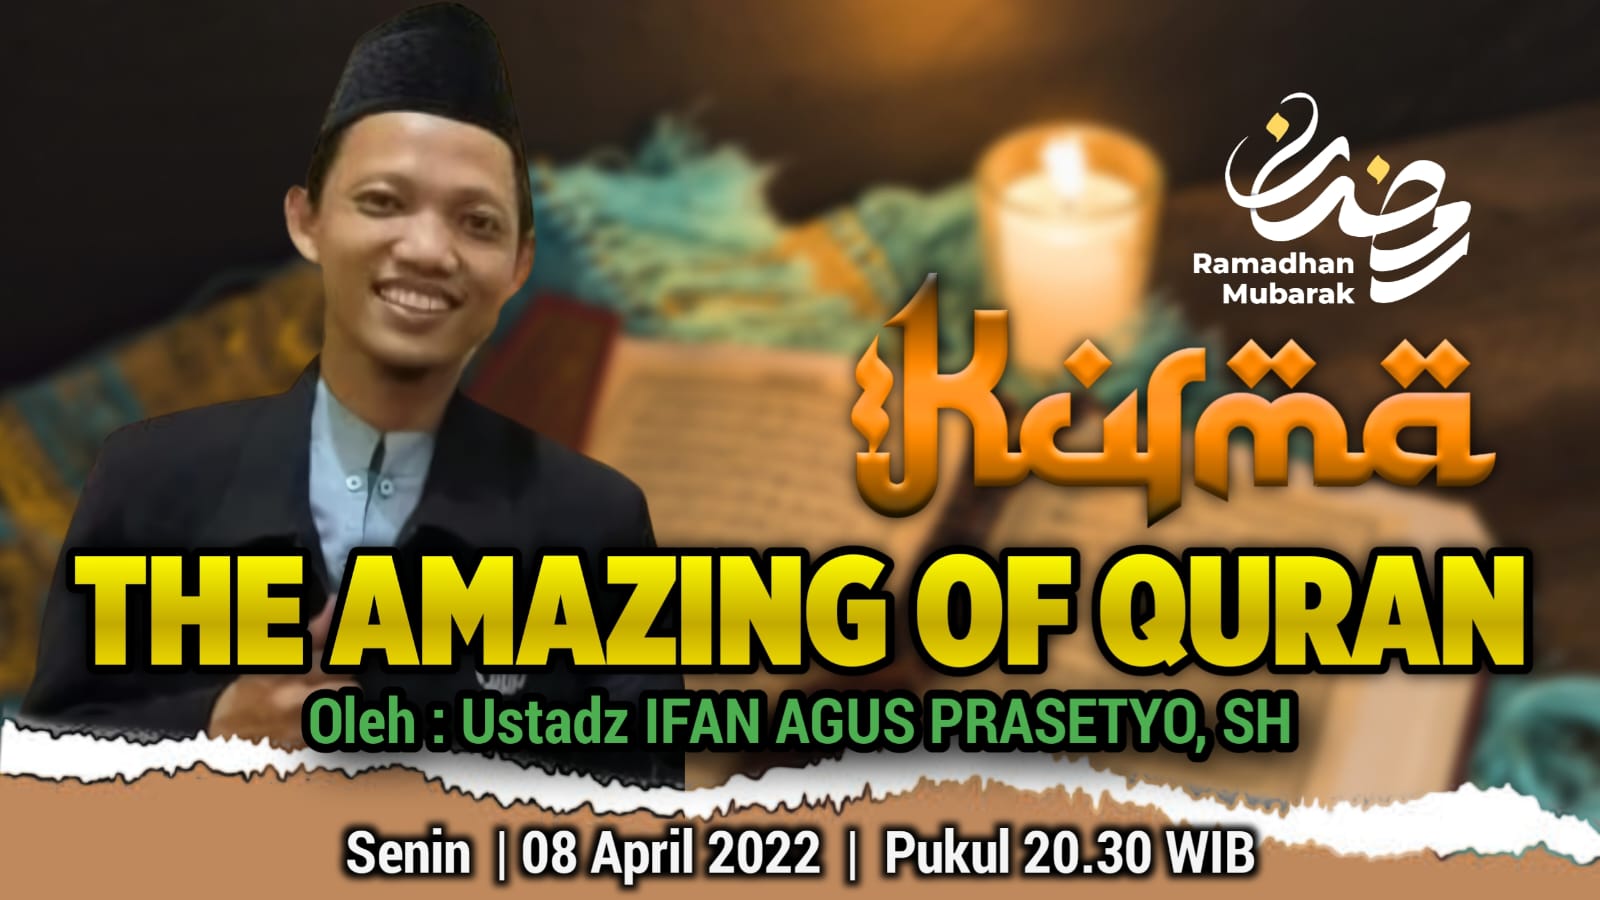 رمضان
Ramadhan
Mubarak
Kurma
THE AMAZING OF QURAN
Oleh : Ustadz IFAN AGUS PRASETYO, SH
Senin | 08 April 2022 | Pukul 20.30 WIB